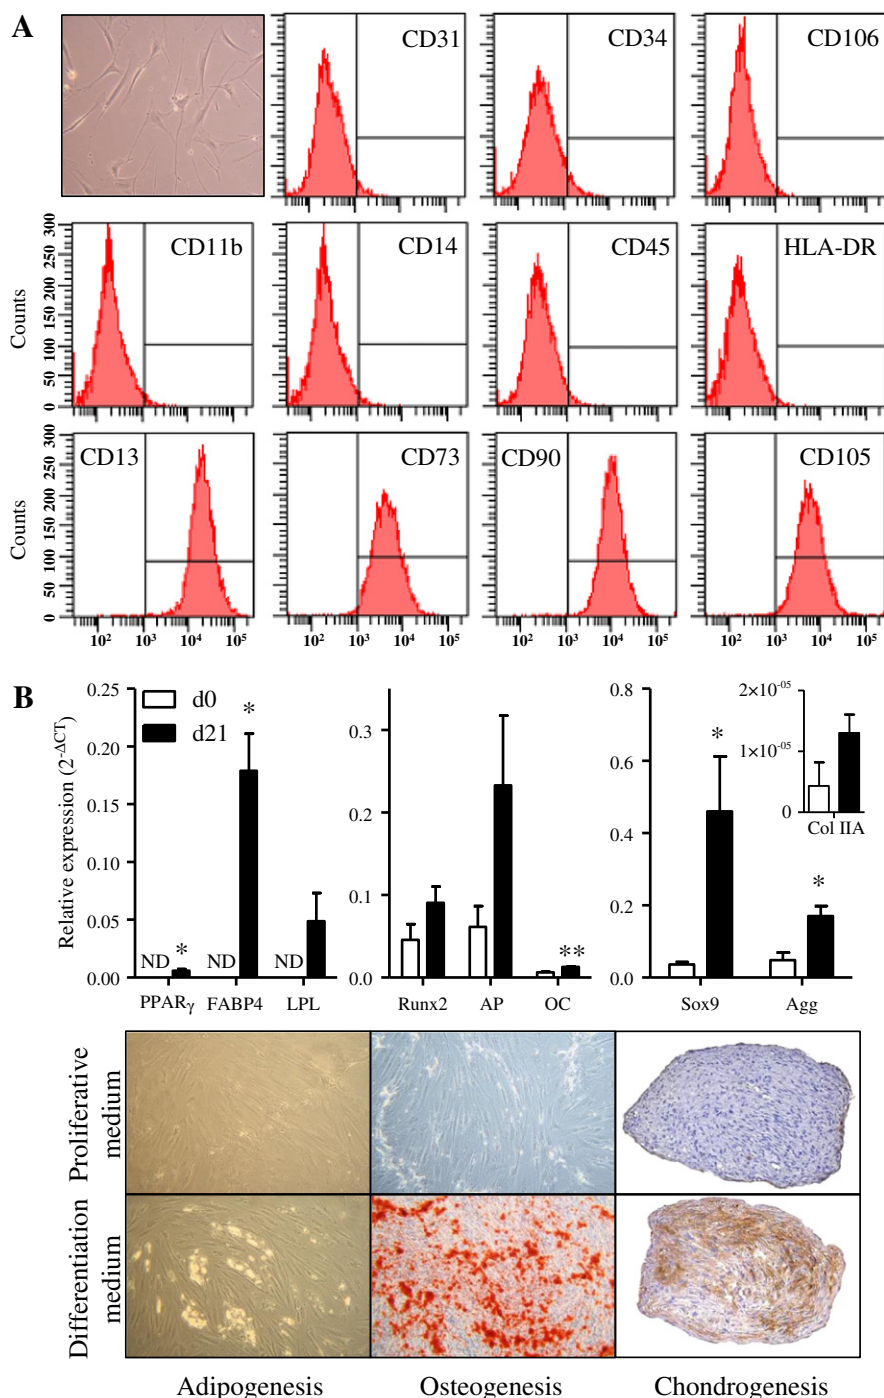 A
CD31
CD34
CD106
300
250
200
150
100
50
0
Counts
CD11b
CD14
CD45
HLA-DR
300
250
200
150
100
50
0
Counts
CD13
CD73
CD90
CD105
10² 10³ 10⁴ 10⁵
10² 10³ 10⁴ 10⁵
10² 10³ 10⁴ 10⁵
10² 10³ 10⁴ 10⁵
B
Relative expression (2^-ΔCT)
0.25
0.20
0.15
0.10
0.05
0.00
d0
d21
ND * ND * ND
PPARγ FABP4 LPL
0.3
0.2
0.1
0.0
**
Runx2 AP OC
0.8
0.6
0.4
0.2
0.0
* *
Sox9 Agg
2×10⁻⁰⁵
1×10⁻⁰⁵
0
Col IIA
Proliferative
medium
Differentiation
medium
Adipogenesis Osteogenesis Chondrogenesis